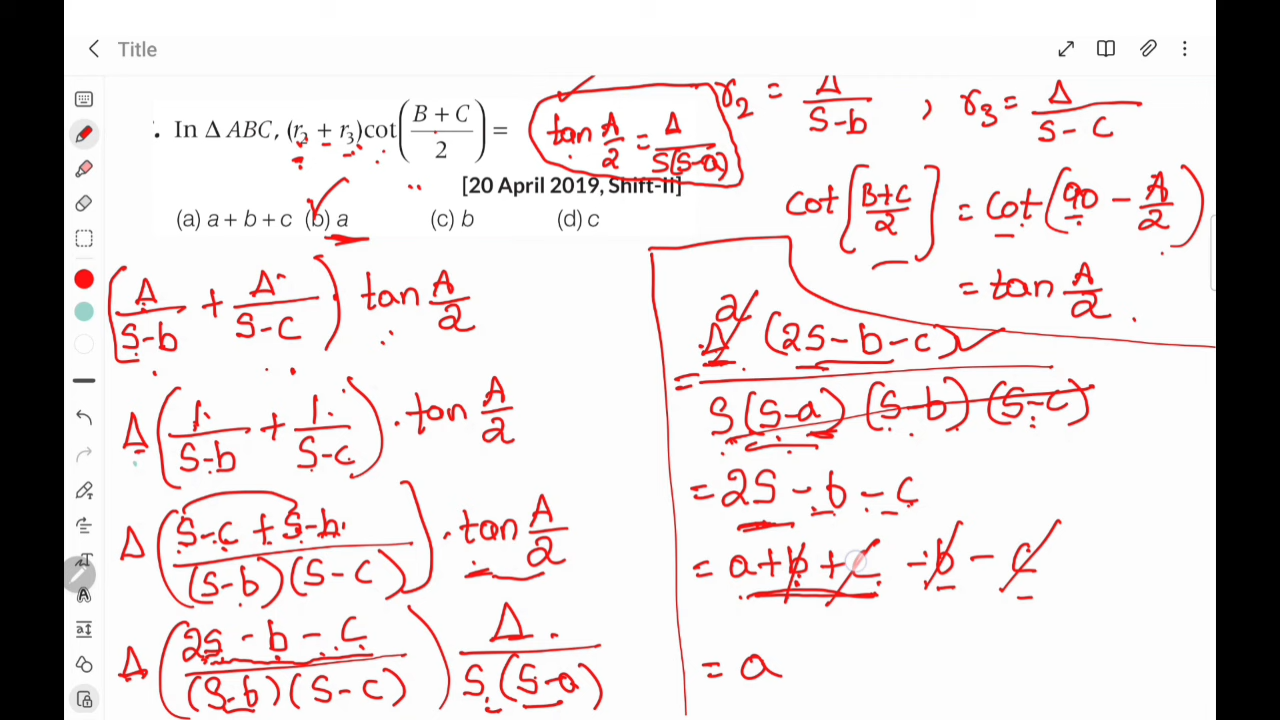 Title
. In Δ ABC, (r₂ + r₃)cot((B + C)/2) =
[20 April 2019, Shift-II]
(a) a + b + c (b) a (c) b (d) c
tan A/2 = Δ/S(S-a)
r₂ = Δ/S-b , r₃ = Δ/S-C
cot[B+C/2] = cot(90 - A/2)
= tan A/2 .
(Δ/S-b + Δ/S-C) tan A/2
Δ(1/S-b + 1/S-C) . tan A/2
Δ(S-C + S-b/(S-b)(S-C)) . tan A/2
Δ(2S - b - C/(S-b)(S-C)) Δ/S(S-a)
= Δ² (2S - b - C)/S(S-a)(S-b)(S-C)
= 2S - b - C
= a + b + C - b - C
= a